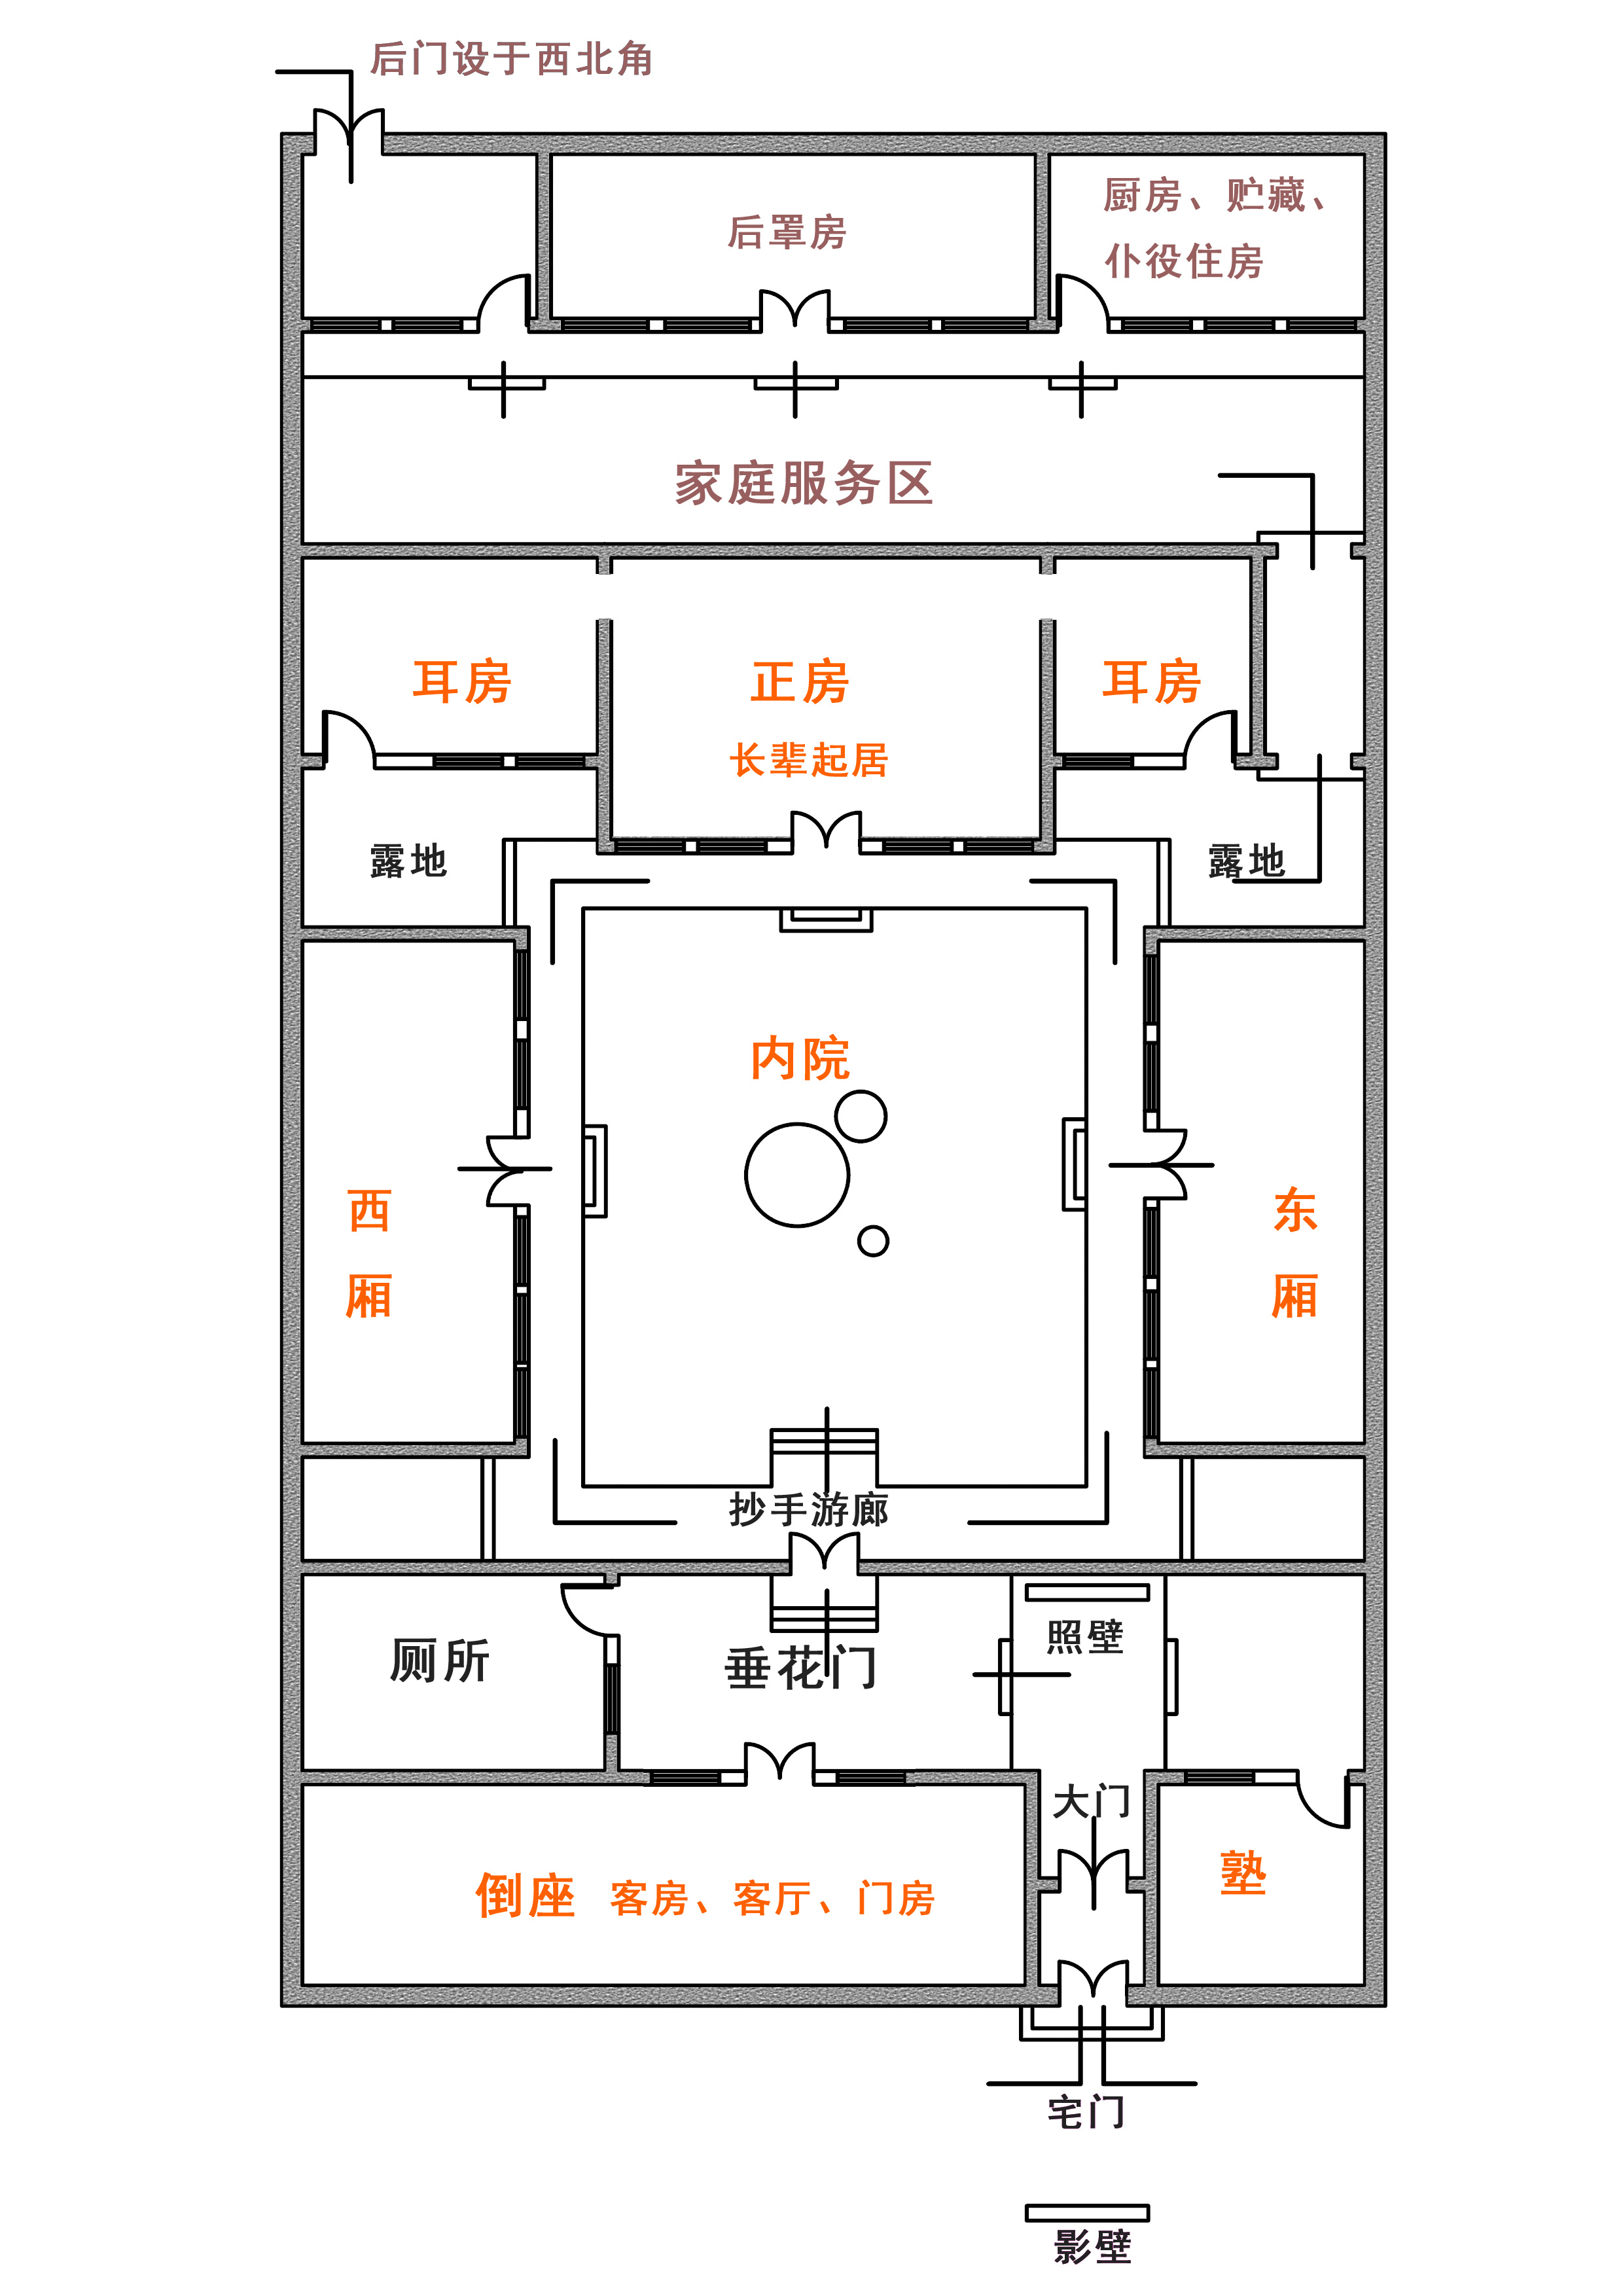 后门设于西北角
后罩房
厨房、贮藏、
仆役住房
家庭服务区
耳房
正房
耳房
长辈起居
露地
露地
内院
西厢
东厢
抄手游廊
厕所
垂花门
照壁
大门
倒座 客房、客厅、门房
塾
宅门
影壁